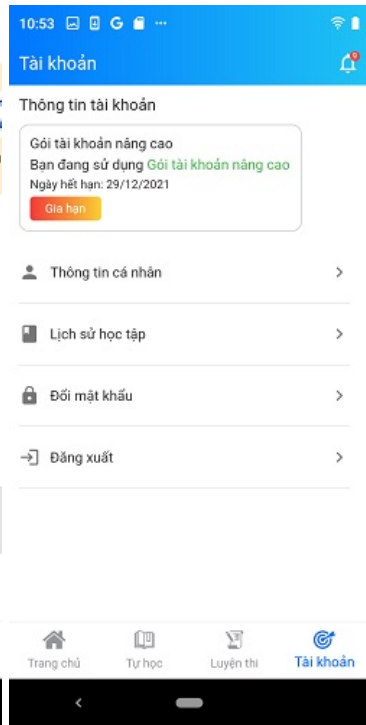 10:53
Tài khoản
Thông tin tài khoản
Gói tài khoản nâng cao
Bạn đang sử dụng Gói tài khoản nâng cao
Ngày hết hạn: 29/12/2021
Gia hạn
Thông tin cá nhân
Lịch sử học tập
Đổi mật khẩu
Đăng xuất
Trang chủ
Tự học
Luyện thi
Tài khoản